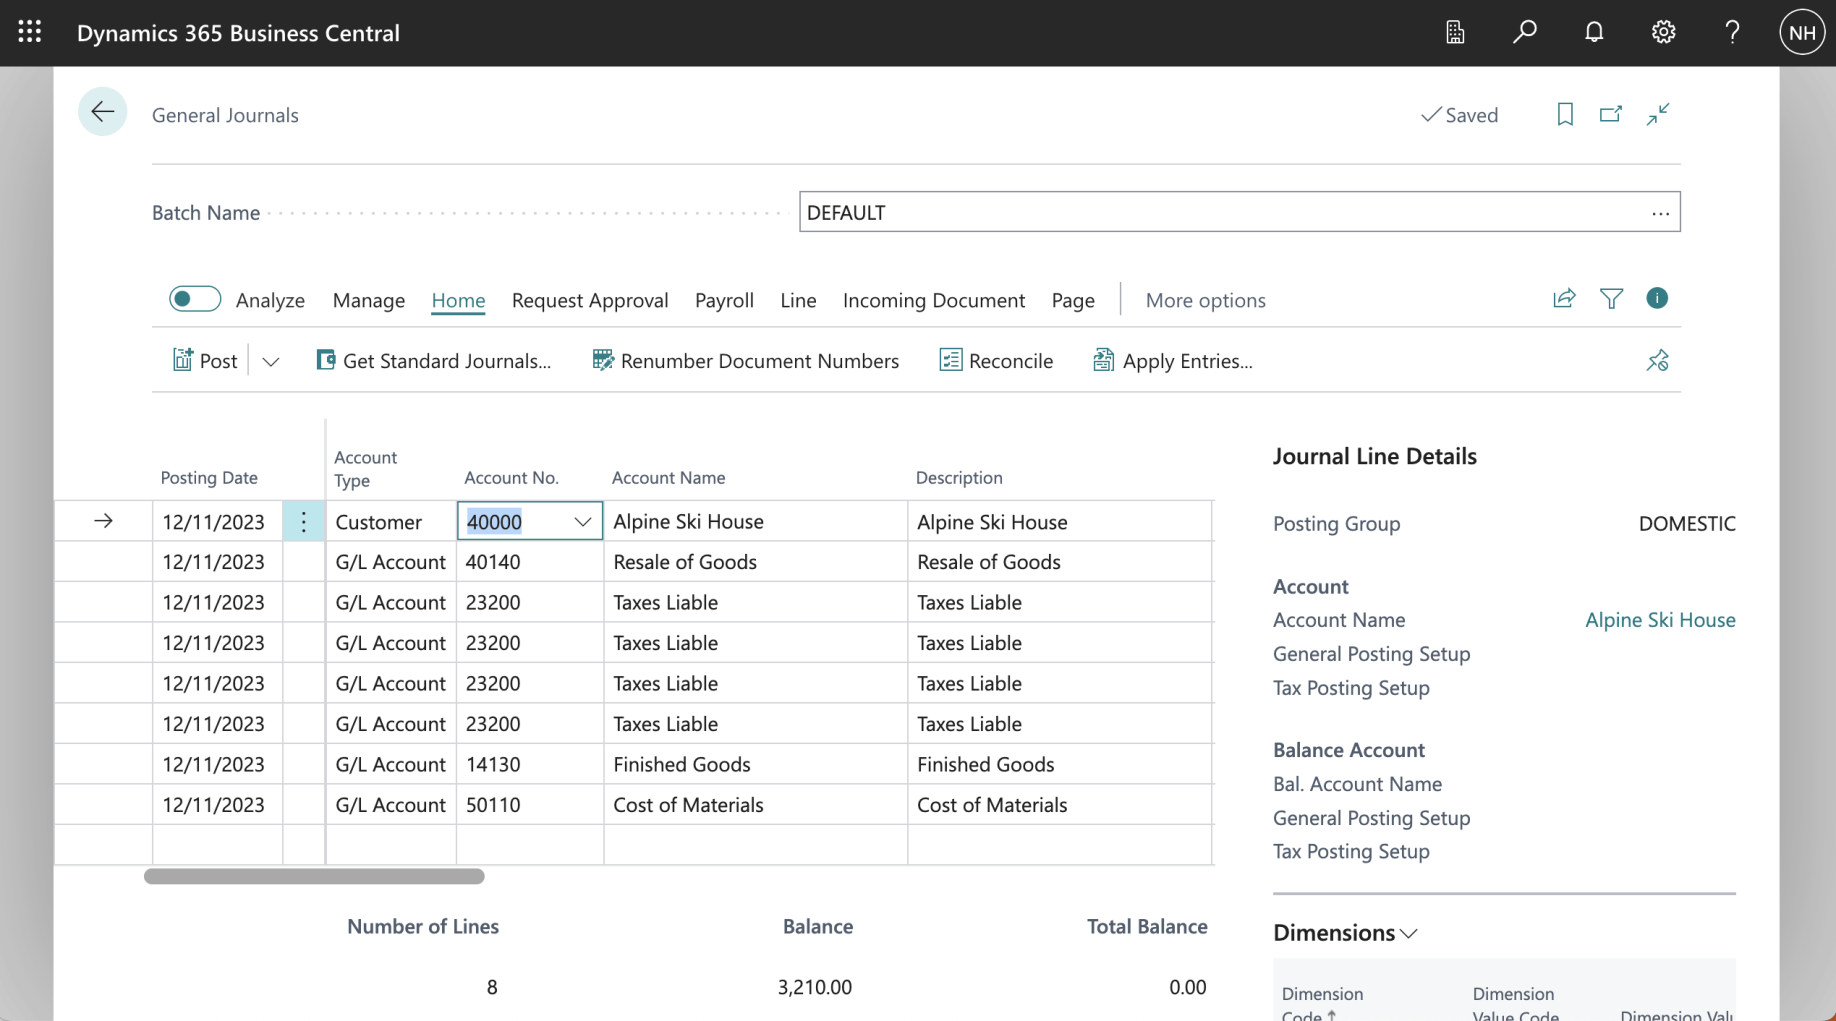 Dynamics 365 Business Central
NH
General Journals
Saved
Batch Name
DEFAULT
Analyze Manage Home Request Approval Payroll Line Incoming Document Page More options
Post Get Standard Journals... Renumber Document Numbers Reconcile Apply Entries...
Posting Date Account Type Account No. Account Name Description
12/11/2023 Customer 40000 Alpine Ski House Alpine Ski House
12/11/2023 G/L Account 40140 Resale of Goods Resale of Goods
12/11/2023 G/L Account 23200 Taxes Liable Taxes Liable
12/11/2023 G/L Account 23200 Taxes Liable Taxes Liable
12/11/2023 G/L Account 23200 Taxes Liable Taxes Liable
12/11/2023 G/L Account 23200 Taxes Liable Taxes Liable
12/11/2023 G/L Account 14130 Finished Goods Finished Goods
12/11/2023 G/L Account 50110 Cost of Materials Cost of Materials
Number of Lines Balance Total Balance
8 3,210.00 0.00
Journal Line Details
Posting Group DOMESTIC
Account
Account Name Alpine Ski House
General Posting Setup
Tax Posting Setup
Balance Account
Bal. Account Name
General Posting Setup
Tax Posting Setup
Dimensions
Dimension Dimension
Code ↑ Value Code Dimension Valu